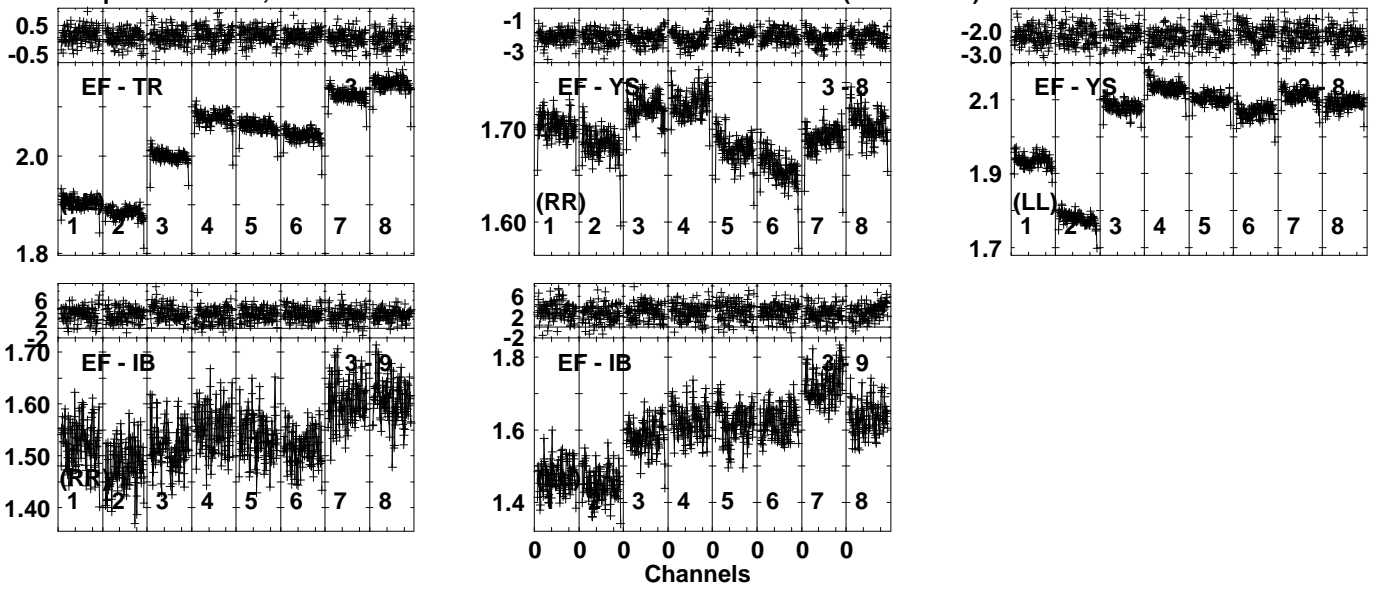 0.5
-0.5
EF - TR
2.0
1.8
1 2 3 4 5 6 7 8
-1
-3
EF - YS
3 - 8
1.70
1.60
(RR)
1 2 3 4 5 6 7 8
-2.0
-3.0
EF - YS
8
2.1
1.9
1.7
(LL)
1 2 3 4 5 6 7 8
6
2
-2
EF - IB
3 - 9
1.70
1.60
1.50
1.40
(RR)
1 2 3 4 5 6 7 8
6
2
-2
EF - IB
3 - 9
1.8
1.6
1.4
1 2 3 4 5 6 7 8
0 0 0 0 0 0 0 0
Channels